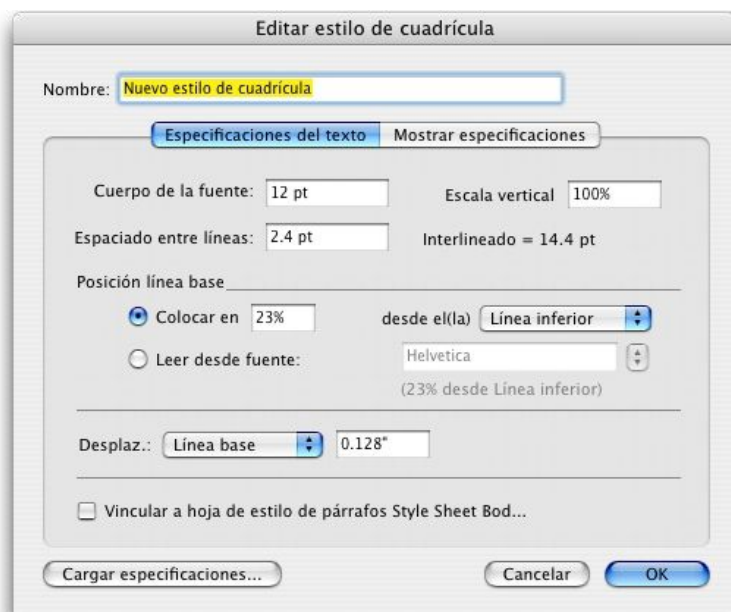 Editar estilo de cuadrícula
Nombre: Nuevo estilo de cuadrícula
Especificaciones del texto Mostrar especificaciones
Cuerpo de la fuente: 12 pt Escala vertical 100%
Espaciado entre líneas: 2.4 pt Interlineado = 14.4 pt
Posición línea base
Colocar en 23% desde el(la) Línea inferior
Leer desde fuente: Helvetica
(23% desde Línea inferior)
Desplaz.: Línea base 0.128"
Vincular a hoja de estilo de párrafos Style Sheet Bod...
Cargar especificaciones... Cancelar OK